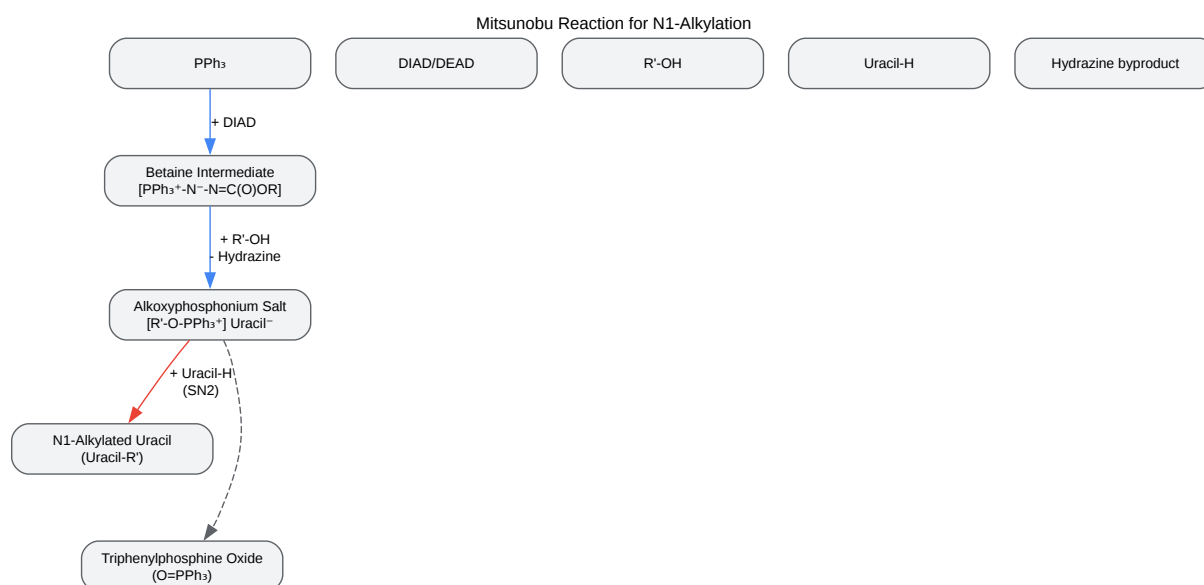 Mitsunobu Reaction for N1-Alkylation
PPh₃
DIAD/DEAD
R'-OH
Uracil-H
Hydrazine byproduct
+ DIAD
Betaine Intermediate
[PPh₃⁺-N⁻-N=C(O)OR]
+ R'-OH
- Hydrazine
Alkoxyphosphonium Salt
[R'-O-PPh₃⁺] Uracil⁻
+ Uracil-H
(SN2)
N1-Alkylated Uracil
(Uracil-R')
Triphenylphosphine Oxide
(O=PPh₃)